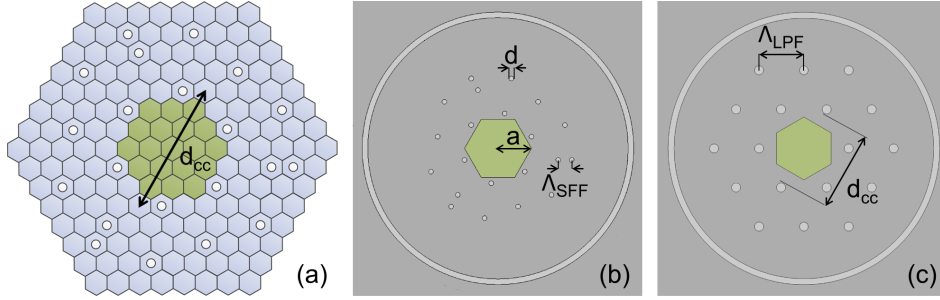 d_cc
(a)
d
a
Λ_SFF
(b)
Λ_LPF
d_cc
(c)